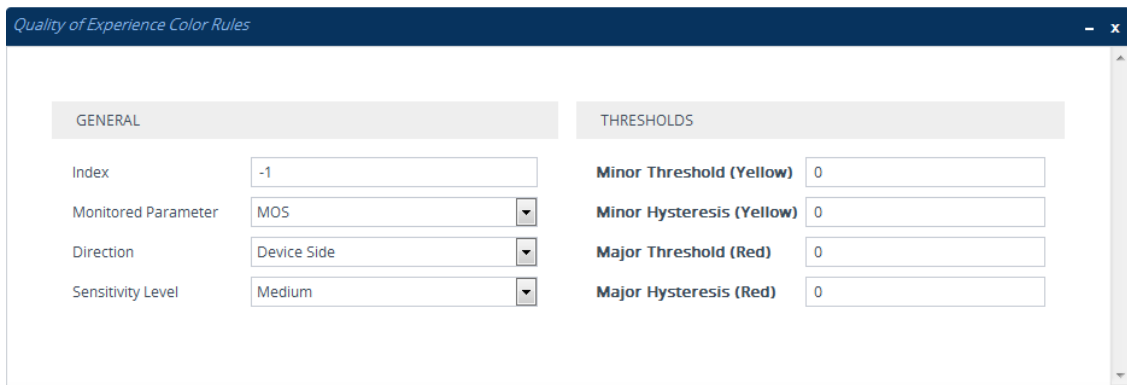 Quality of Experience Color Rules
– x
GENERAL
Index -1
Monitored Parameter MOS
Direction Device Side
Sensitivity Level Medium
THRESHOLDS
Minor Threshold (Yellow) 0
Minor Hysteresis (Yellow) 0
Major Threshold (Red) 0
Major Hysteresis (Red) 0